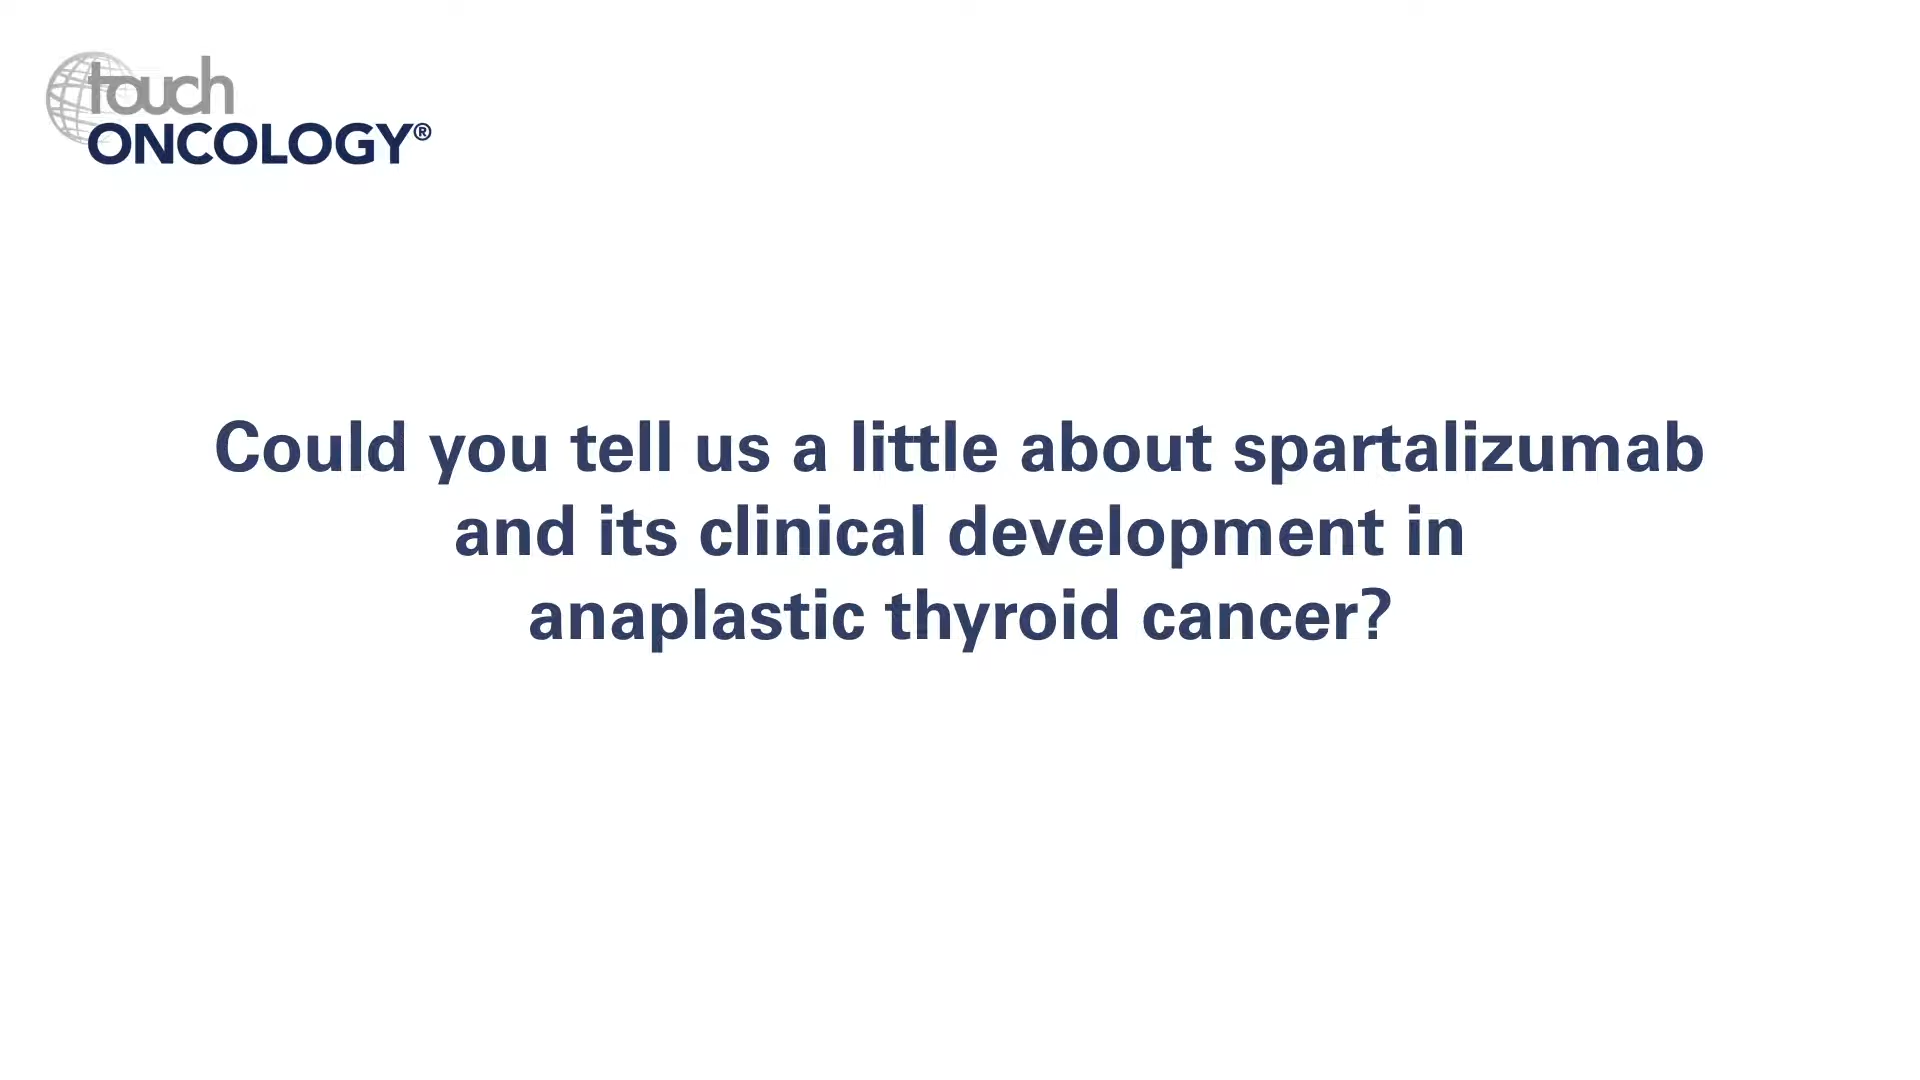 touch
ONCOLOGY®
Could you tell us a little about spartalizumab
and its clinical development in
anaplastic thyroid cancer?